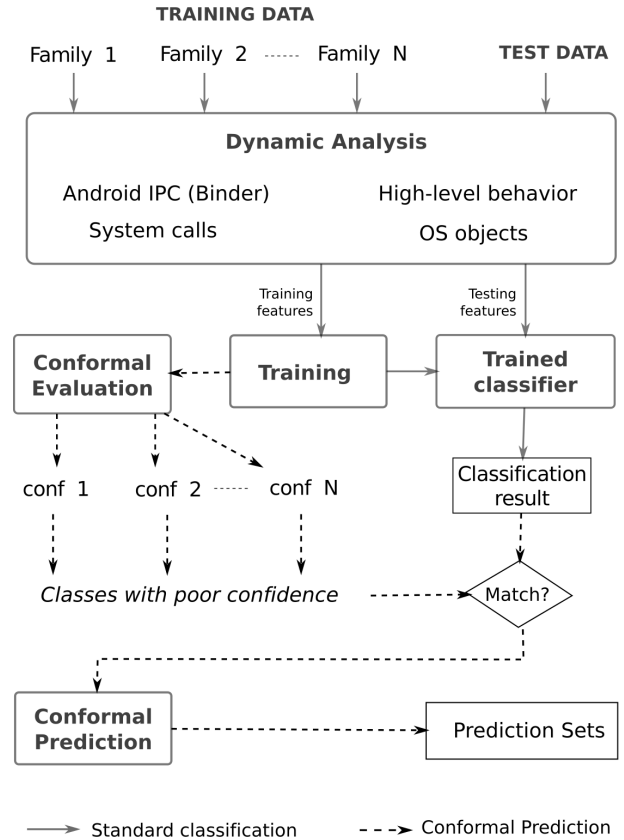 TRAINING DATA
Family 1
Family 2
Family N
TEST DATA
Dynamic Analysis
Android IPC (Binder)
High-level behavior
System calls
OS objects
Training
features
Testing
features
Conformal
Evaluation
Training
Trained
classifier
conf 1
conf 2
conf N
Classification
result
Classes with poor confidence
Match?
Conformal
Prediction
Prediction Sets
Standard classification
Conformal Prediction